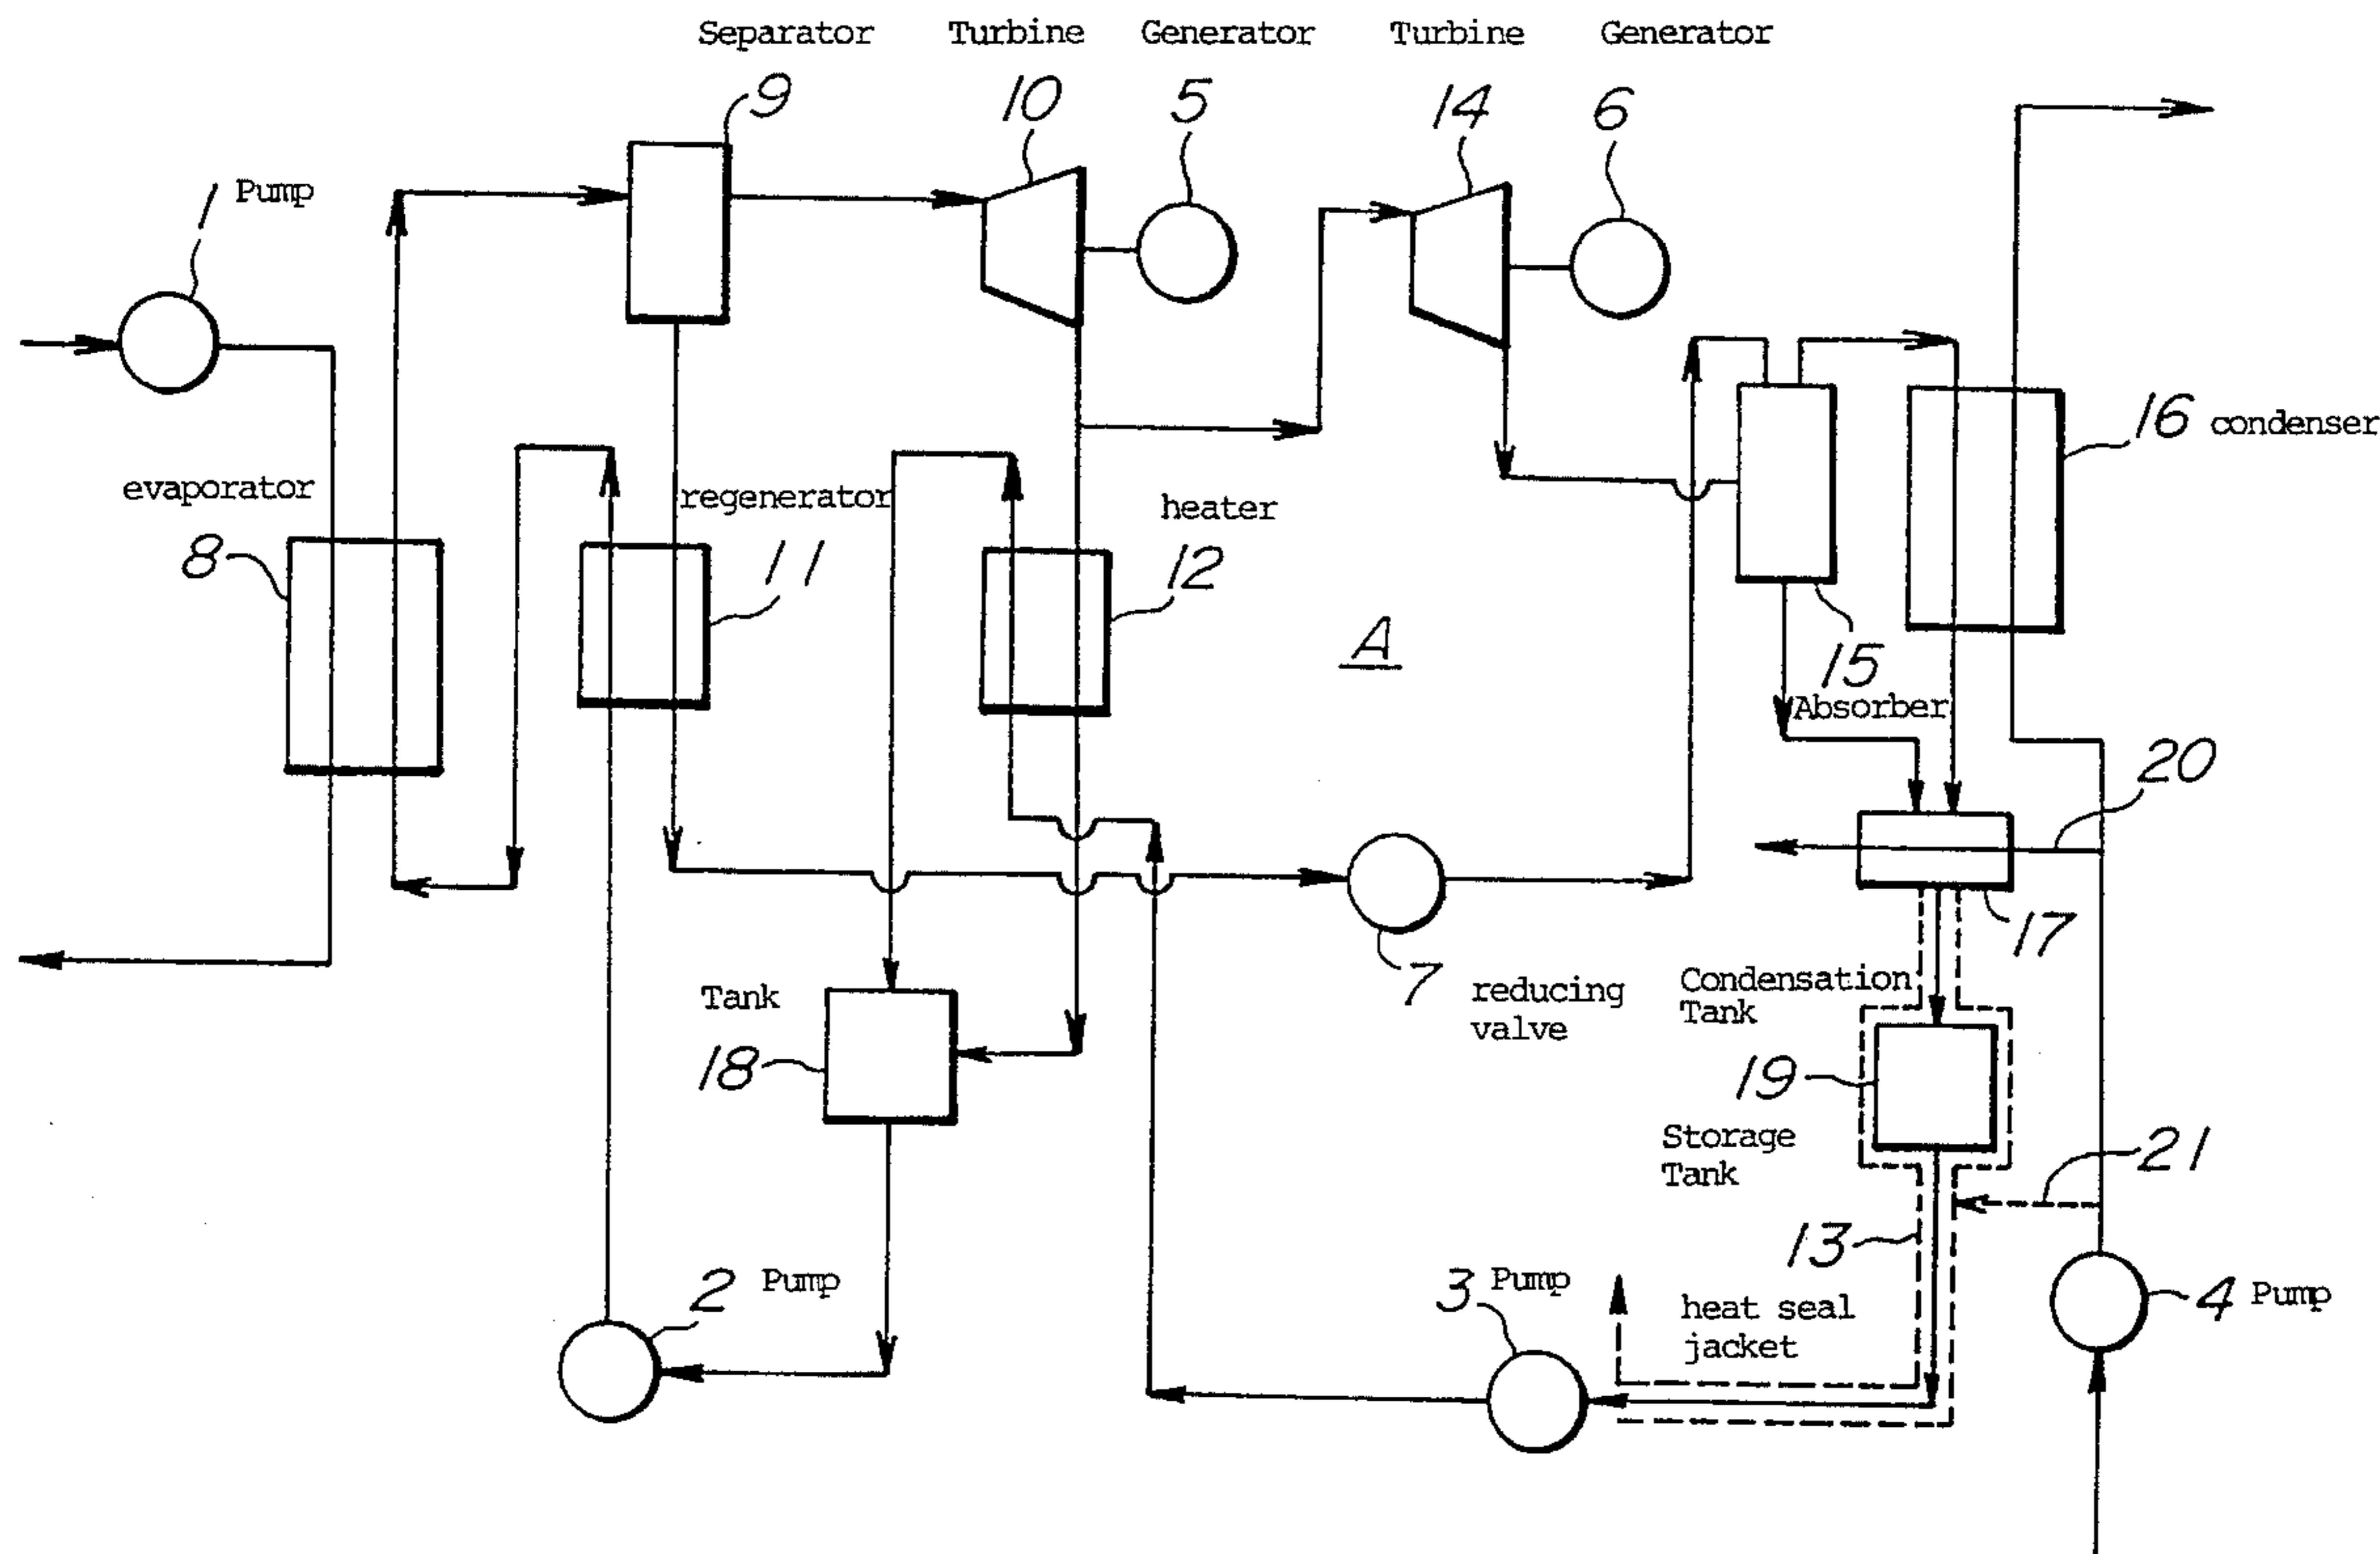 Separator Turbine Generator Turbine Generator
9 10 5 14 6
1 Pump
16 condenser
evaporator regenerator heater
8 11 12
A
15
Absorber
20
17
7 reducing
valve
Condensation
Tank
Tank
18
19
Storage
Tank
21
13
2 Pump
3 Pump
heat seal
jacket
4 Pump